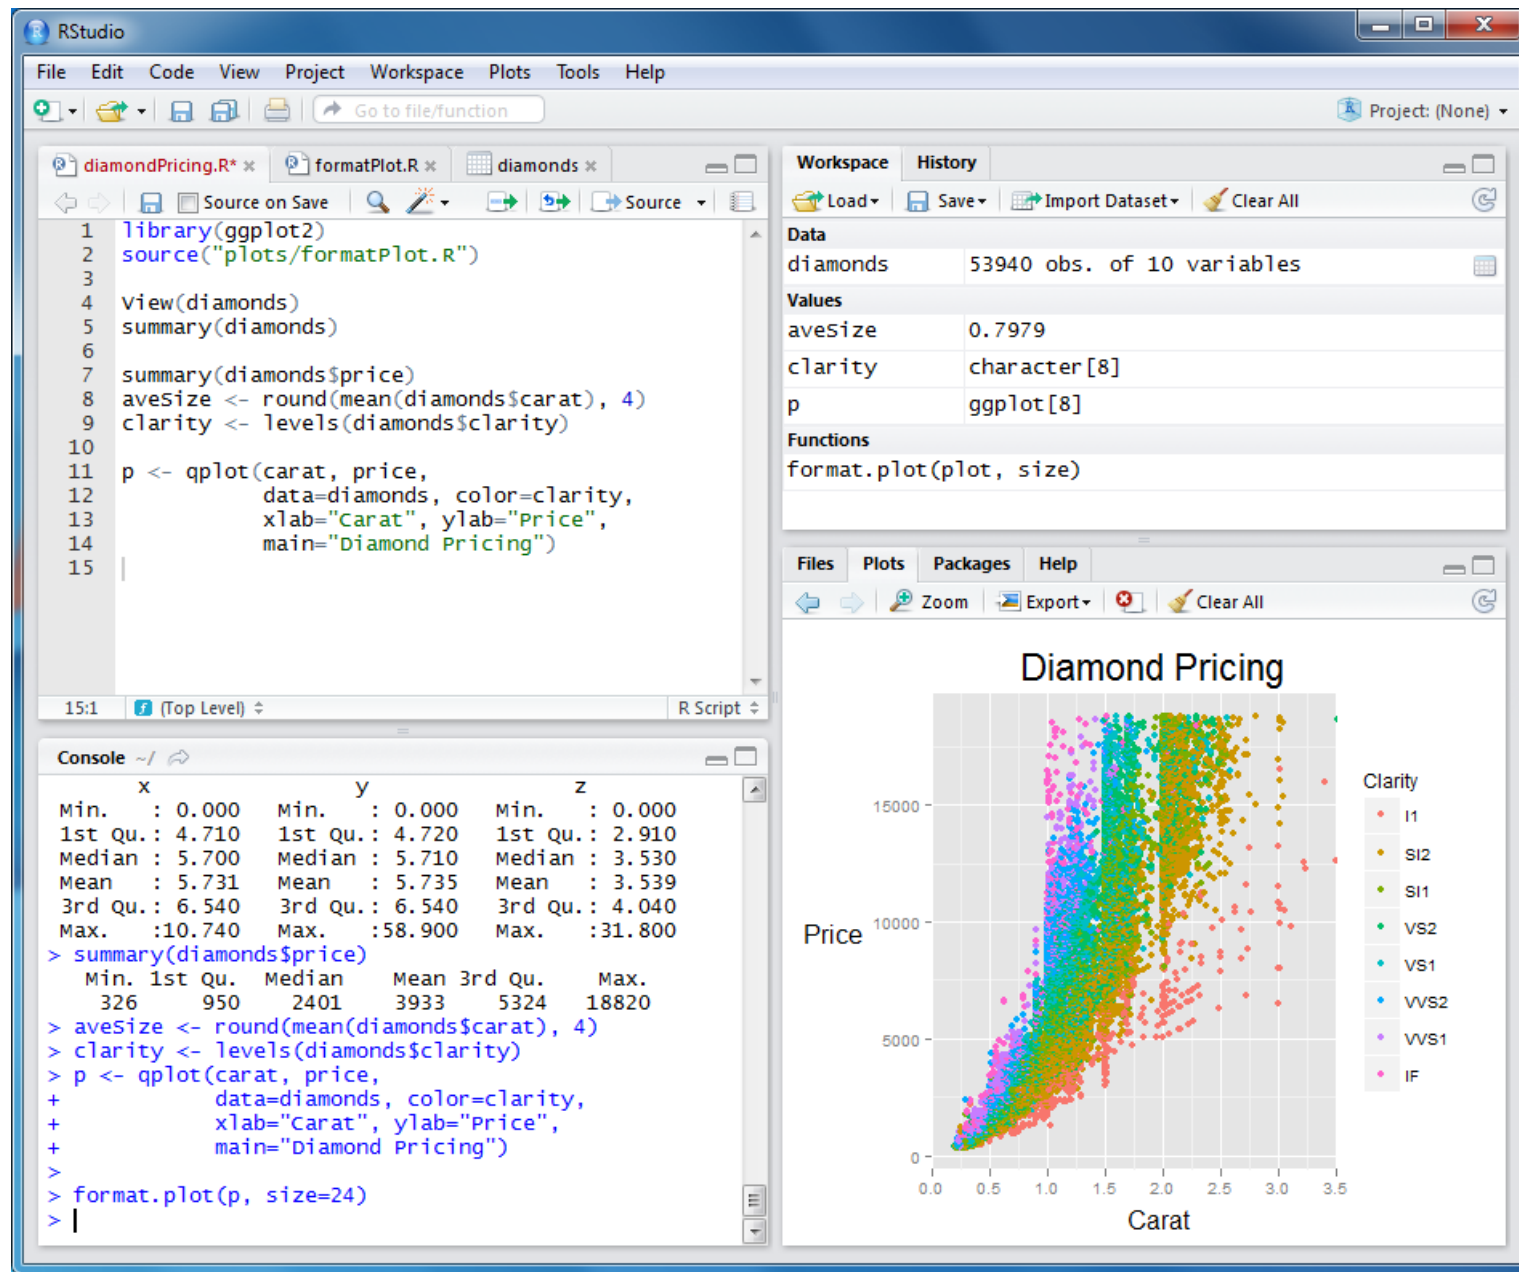 RStudio
File Edit Code View Project Workspace Plots Tools Help
Go to file/function
Project: (None)
diamondPricing.R* formatPlot.R diamonds
Source on Save Source
1 library(ggplot2)
2 source("plots/formatPlot.R")
3
4 View(diamonds)
5 summary(diamonds)
6
7 summary(diamonds$price)
8 aveSize <- round(mean(diamonds$carat), 4)
9 clarity <- levels(diamonds$clarity)
10
11 p <- qplot(carat, price,
12 data=diamonds, color=clarity,
13 xlab="Carat", ylab="Price",
14 main="Diamond Pricing")
15
15:1 (Top Level) R Script
Console ~/
x y z
Min. : 0.000 Min. : 0.000 Min. : 0.000
1st Qu.: 4.710 1st Qu.: 4.720 1st Qu.: 2.910
Median : 5.700 Median : 5.710 Median : 3.530
Mean : 5.731 Mean : 5.735 Mean : 3.539
3rd Qu.: 6.540 3rd Qu.: 6.540 3rd Qu.: 4.040
Max. :10.740 Max. :58.900 Max. :31.800
> summary(diamonds$price)
Min. 1st Qu. Median Mean 3rd Qu. Max.
326 950 2401 3933 5324 18820
> aveSize <- round(mean(diamonds$carat), 4)
> clarity <- levels(diamonds$clarity)
> p <- qplot(carat, price,
+ data=diamonds, color=clarity,
+ xlab="Carat", ylab="Price",
+ main="Diamond Pricing")
>
> format.plot(p, size=24)
>
Workspace History
Load Save Import Dataset Clear All
Data
diamonds 53940 obs. of 10 variables
Values
aveSize 0.7979
clarity character[8]
p ggplot[8]
Functions
format.plot(plot, size)
Files Plots Packages Help
Zoom Export Clear All
Diamond Pricing
Price
15000
10000
5000
0
0.0 0.5 1.0 1.5 2.0 2.5 3.0 3.5
Carat
Clarity
I1
SI2
SI1
VS2
VS1
VVS2
VVS1
IF